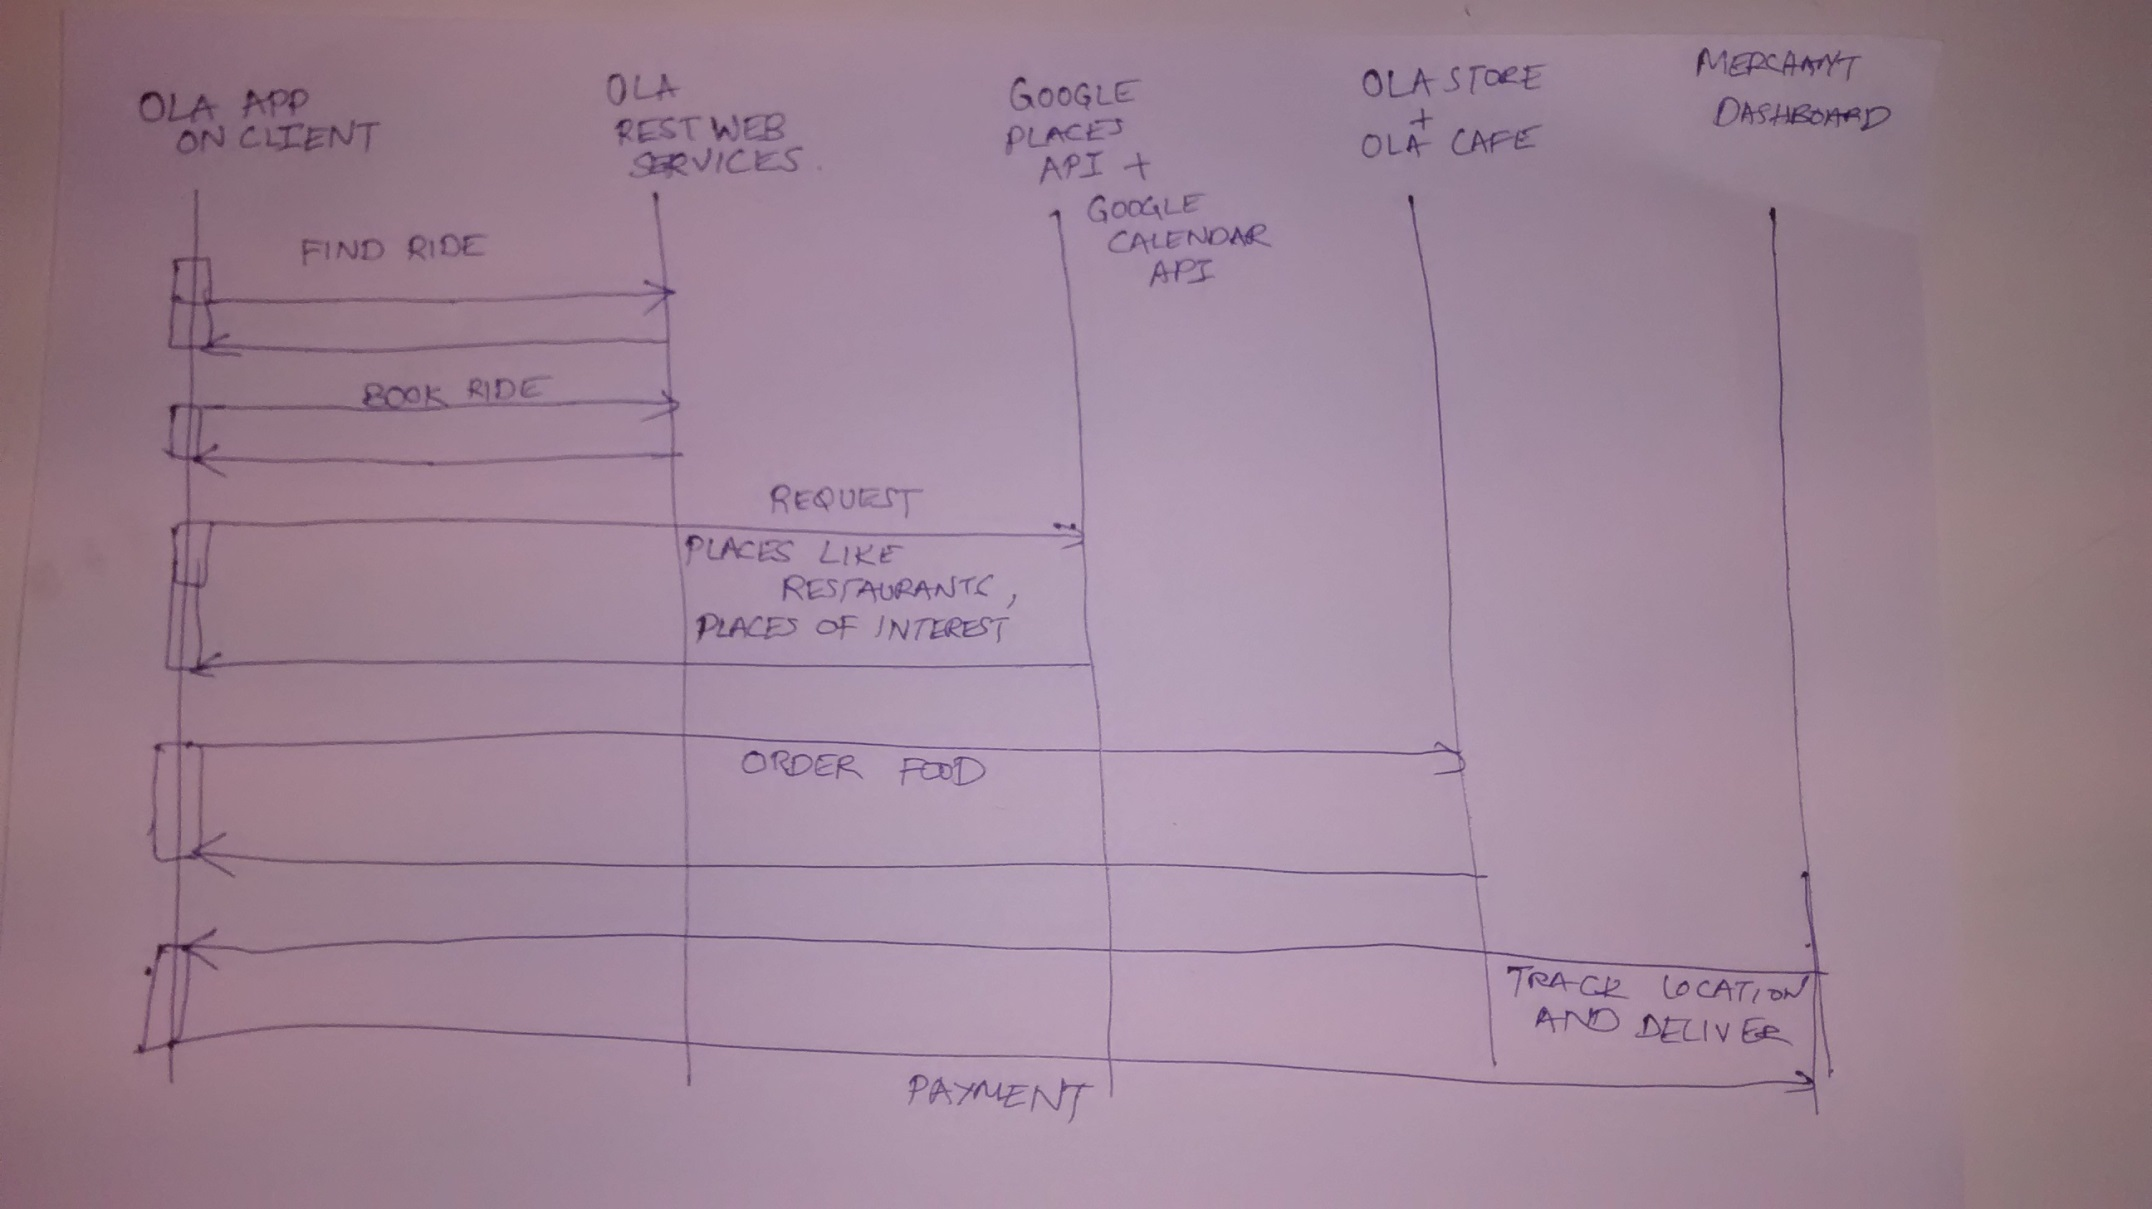 OLA APP
ON CLIENT
OLA
REST WEB
SERVICES.
GOOGLE
PLACES
API +
GOOGLE
CALENDAR
API
OLA STORE
+
OLA CAFE
MERCHANT
DASHBOARD
FIND RIDE
BOOK RIDE
REQUEST
PLACES LIKE
RESTAURANTS,
PLACES OF INTEREST
ORDER FOOD
TRACK LOCATION
AND DELIVER
PAYMENT